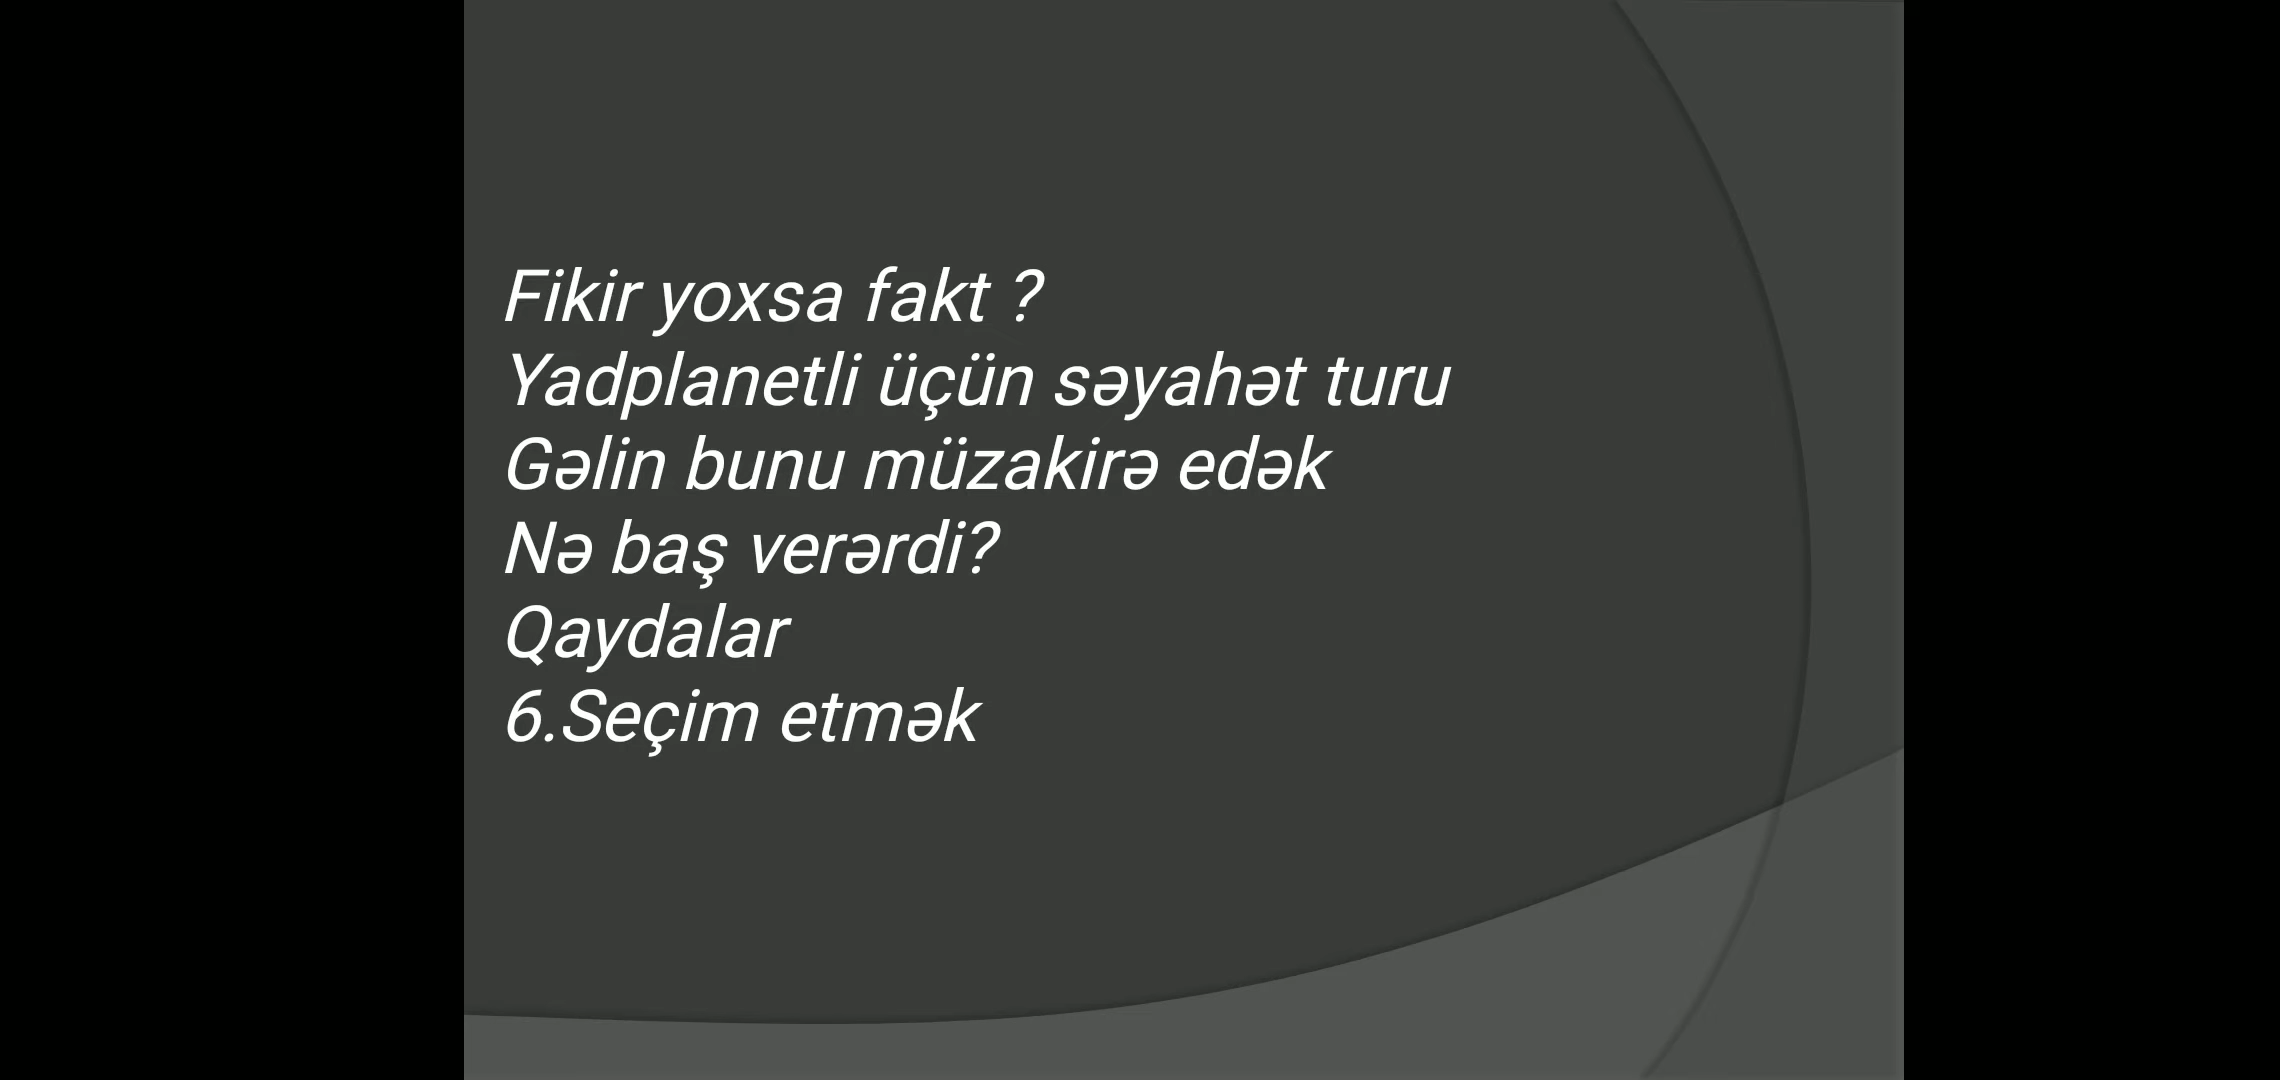 Fikir yoxsa fakt ?
Yadplanetli üçün səyahət turu
Gəlin bunu müzakirə edək
Nə baş verərdi?
Qaydalar
6.Seçim etmək